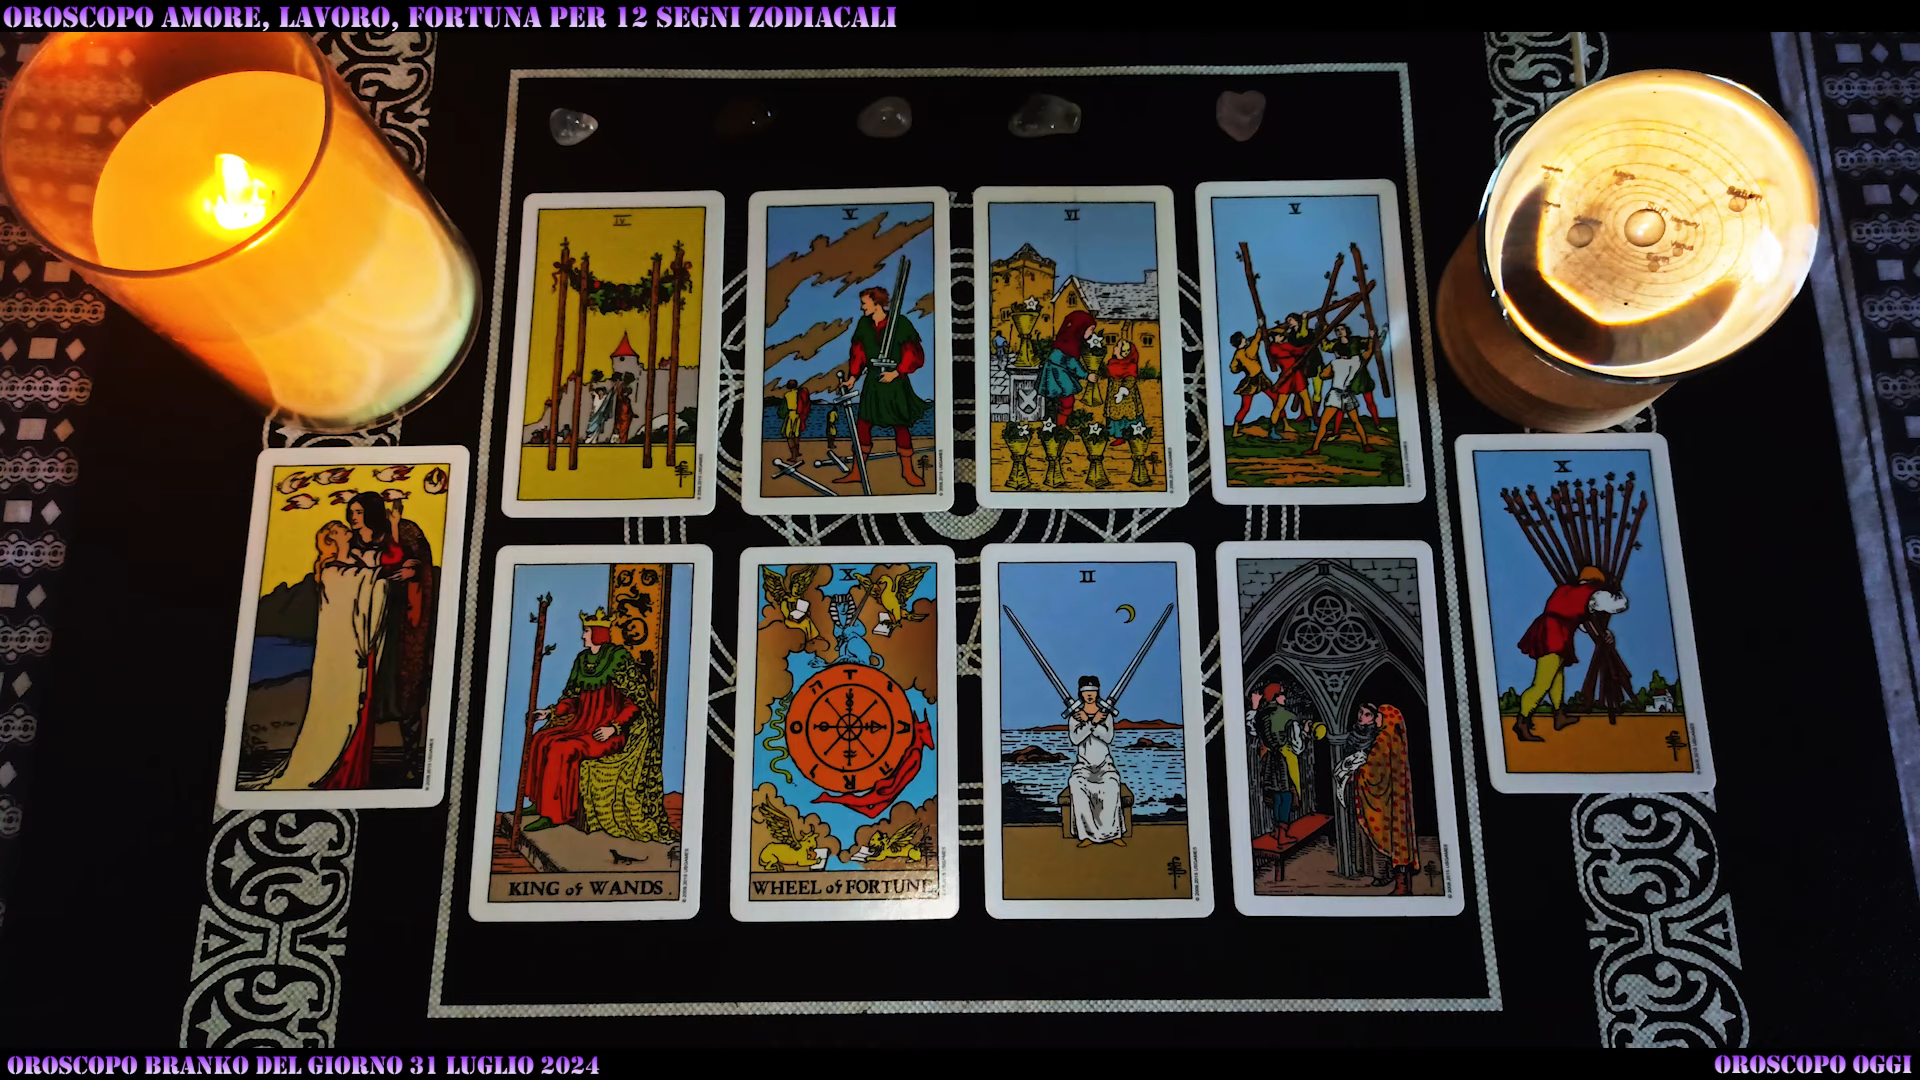 OROSCOPO AMORE, LAVORO, FORTUNA PER 12 SEGNI ZODIACALI
IV
V
VI
V
X
KING of WANDS.
X
WHEEL of FORTUNE.
II
III
OROSCOPO BRANKO DEL GIORNO 31 LUGLIO 2024
OROSCOPO OGGI